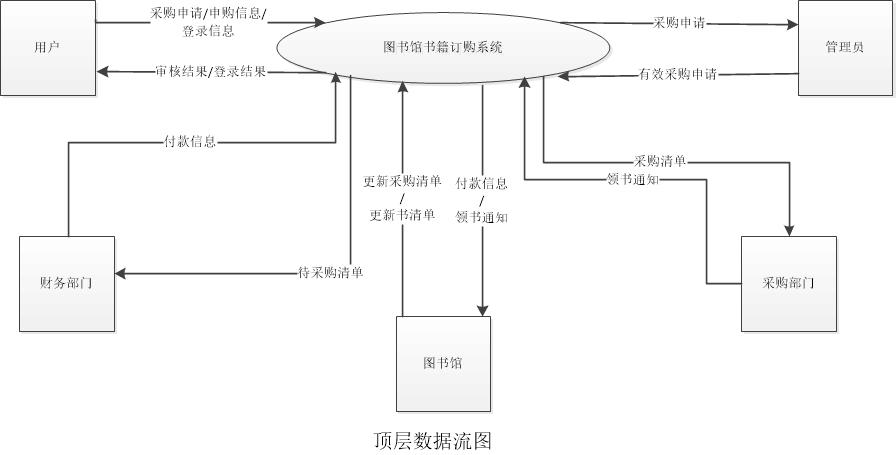 采购申请/申购信息/
登录信息
采购申请
用户
图书馆书籍订购系统
管理员
审核结果/登录结果
有效采购申请
付款信息
采购清单
更新采购清单
/
更新书清单
付款信息
/
领书通知
领书通知
待采购清单
财务部门
采购部门
图书馆
顶层数据流图